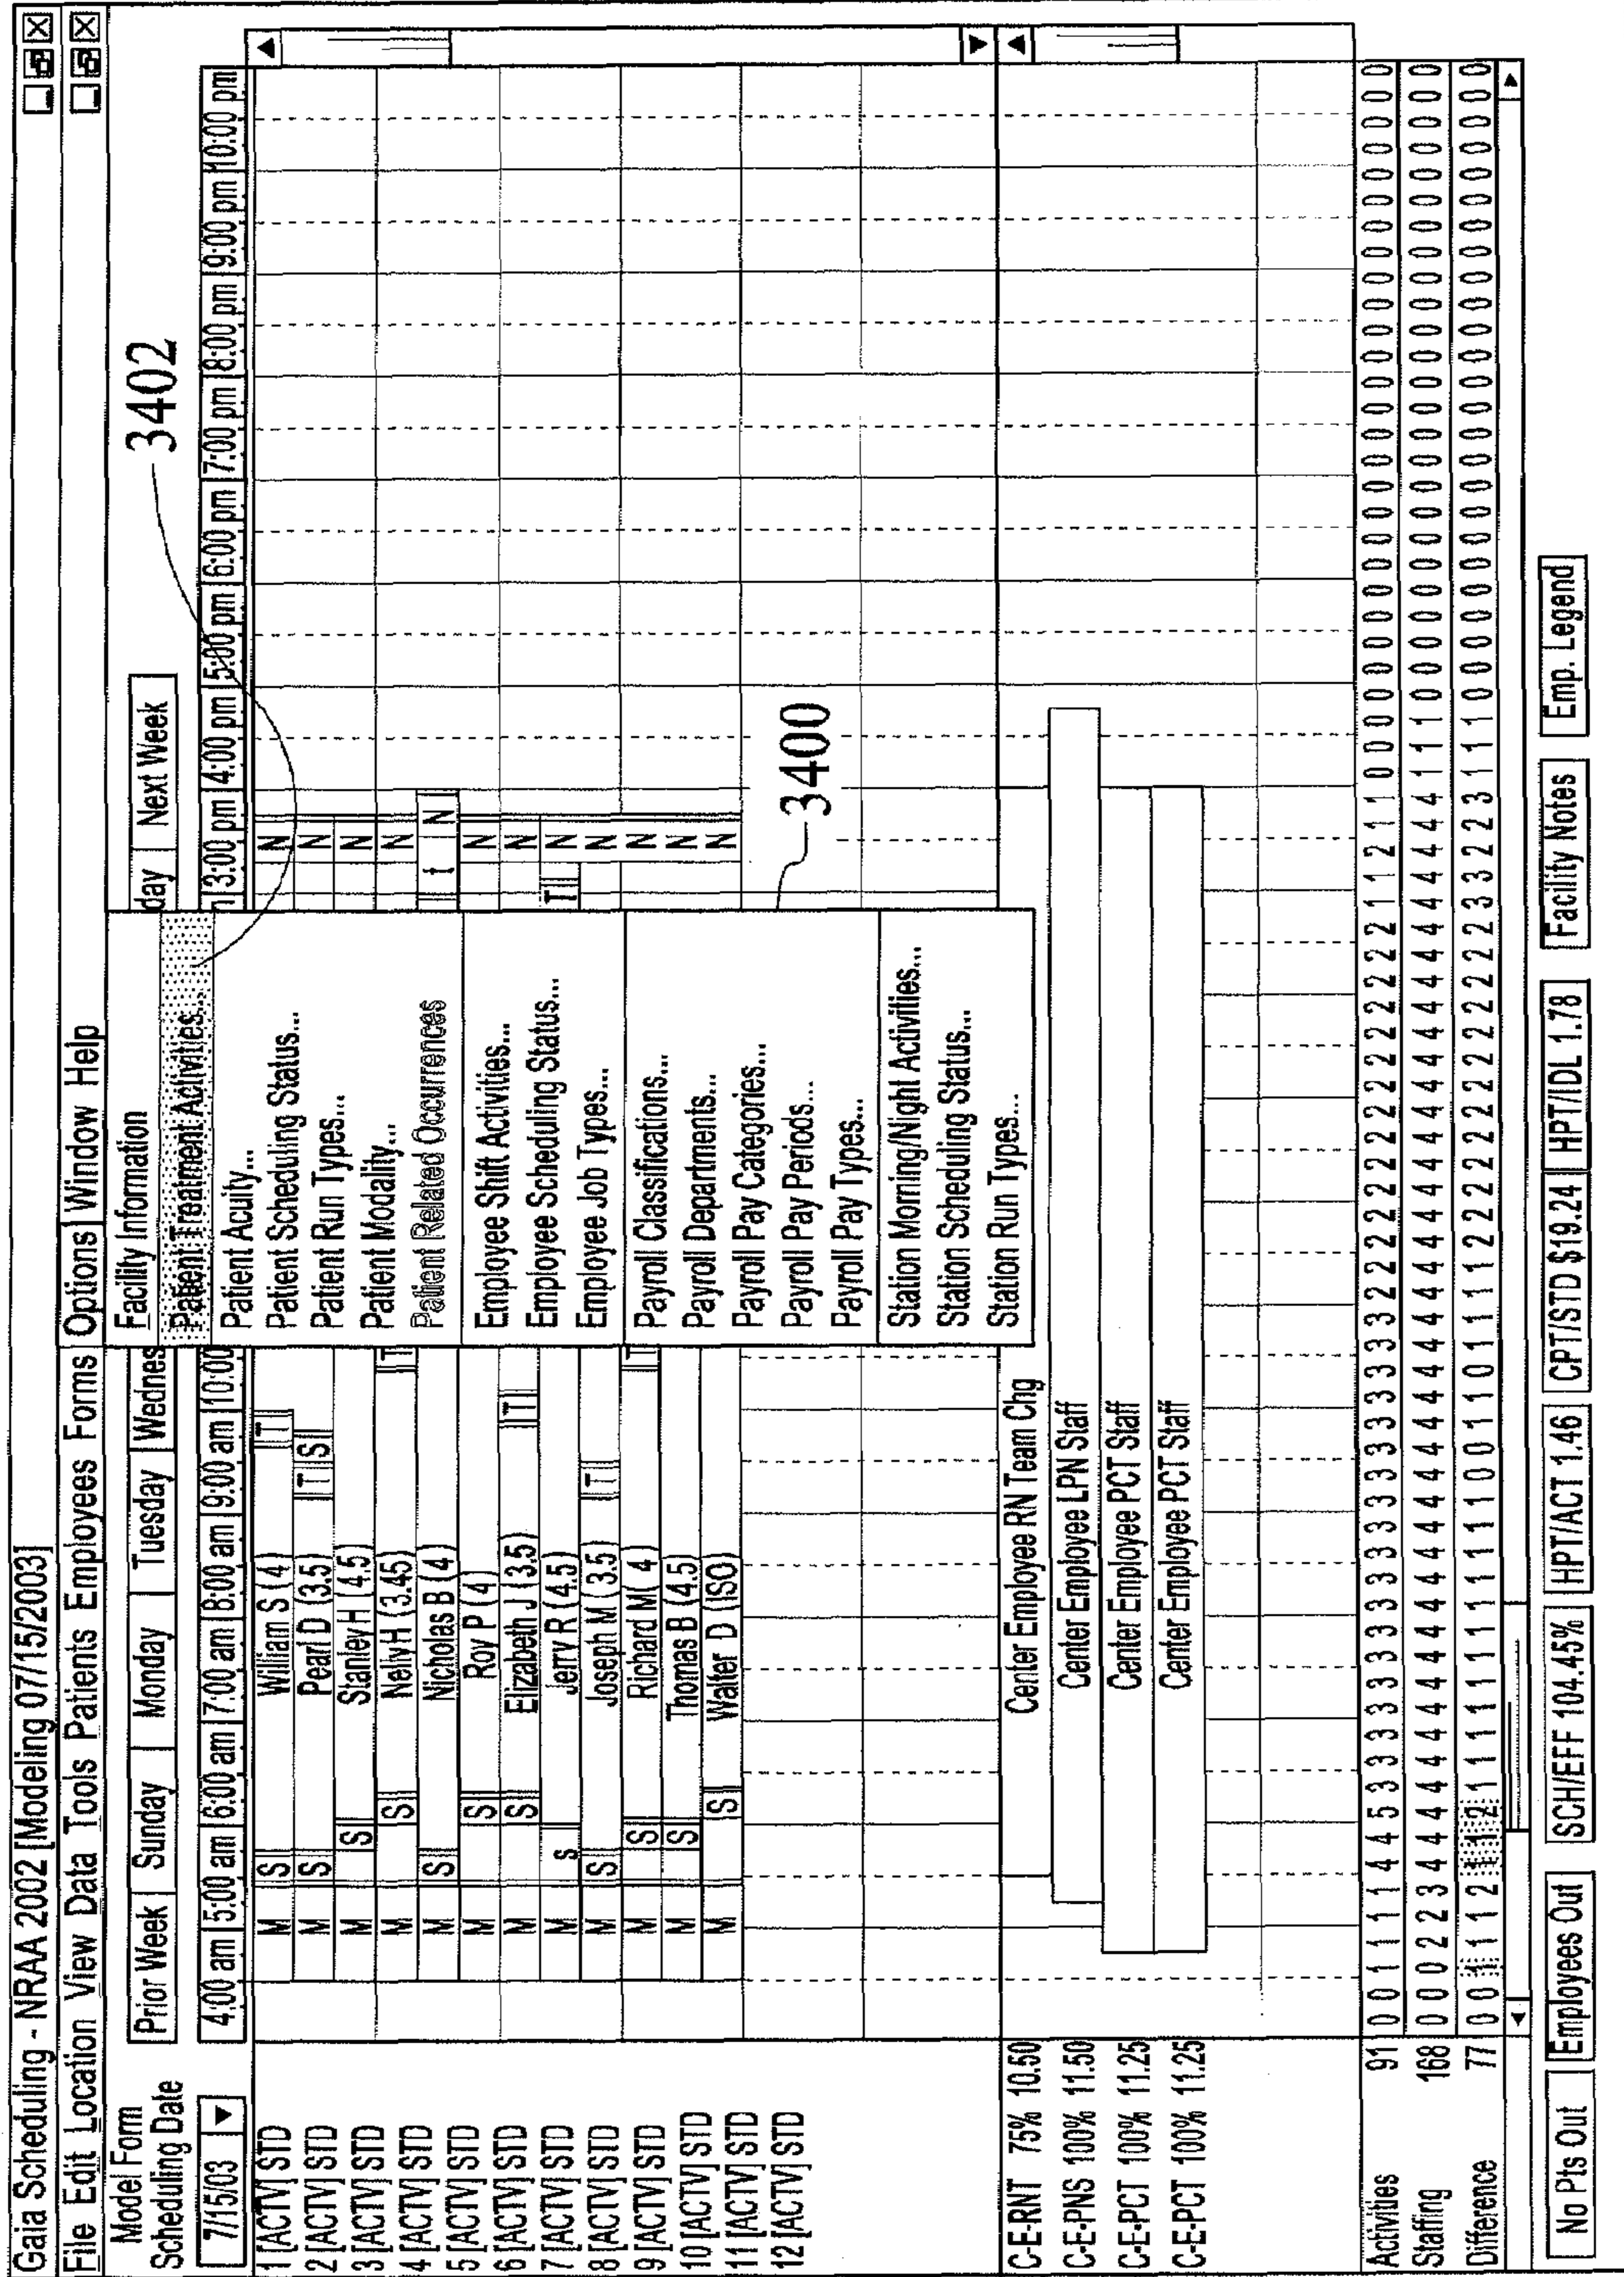 Gaia Scheduling - NRAA 2002 [Modeling 07/15/2003]
File Edit Location View Data Tools Patients Employees Forms Options Window Help
Model Form
Scheduling Date
Prior Week Sunday Monday Tuesday Wednes day Next Week
7/15/03
4:00 am 5:00 am 6:00 am 7:00 am 8:00 am 9:00 am 10:00 3:00 pm 4:00 pm 5:00 pm 6:00 pm 7:00 pm 8:00 pm 9:00 pm 10:00 pm
Facility Information
Patient Treatment Activities...
Patient Acuity...
Patient Scheduling Status...
Patient Run Types...
Patient Modality...
Patient Related Occurrences
Employee Shift Activities...
Employee Scheduling Status...
Employee Job Types...
Payroll Classifications...
Payroll Departments...
Payroll Pay Categories...
Payroll Pay Periods...
Payroll Pay Types...
Station Morning/Night Activities...
Station Scheduling Status...
Station Run Types...
3402
3400
1 [ACTV] STD M S William S (4) T N
2 [ACTV] STD M S Pearl D (3.5) T S N
3 [ACTV] STD M S Stanley H (4.5) N
4 [ACTV] STD M S Nely H (3.45) T N
5 [ACTV] STD M S Nicholas B (4) t N
6 [ACTV] STD M S Roy P (4) N
7 [ACTV] STD M S Elizabeth J (3.5) T N
8 [ACTV] STD M s Jerry R (4.5) T N
9 [ACTV] STD M S Joseph M (3.5) T N
10 [ACTV] STD M S Richard M (4) T N
11 [ACTV] STD M S Thomas B (4.5) N
12 [ACTV] STD M S Walter D (ISO) N
C-E-RNT 75% 10.50 Center Employee RN Team Chg
C-E-PNS 100% 11.50 Center Employee LPN Staff
C-E-PCT 100% 11.25 Center Employee PCT Staff
C-E-PCT 100% 11.25 Center Employee PCT Staff
Activities 91
Staffing 168
Difference 77
No Pts Out Employees Out SCH/EFF 104.45% HPT/ACT 1.46 CPT/STD $19.24 HPT/IDL 1.78 Facility Notes Emp. Legend